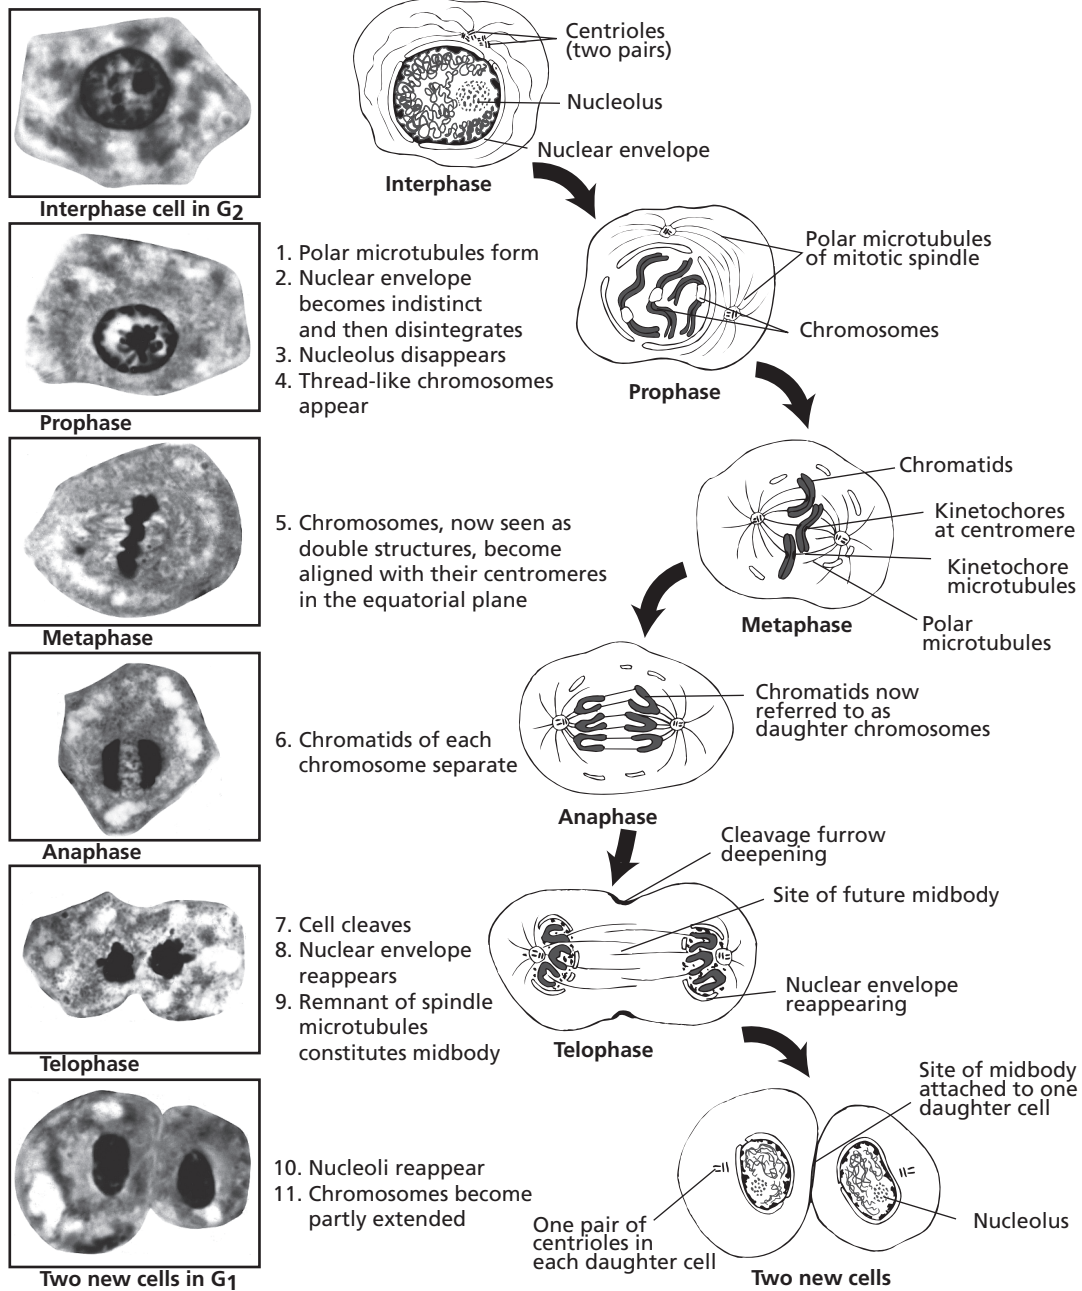 Centrioles
(two pairs)
Nucleolus
Nuclear envelope
Interphase
Interphase cell in G2
1. Polar microtubules form
2. Nuclear envelope
becomes indistinct
and then disintegrates
3. Nucleolus disappears
4. Thread-like chromosomes
appear
Polar microtubules
of mitotic spindle
Chromosomes
Prophase
Prophase
Chromatids
Kinetochores
at centromere
Kinetochore
microtubules
Polar
microtubules
5. Chromosomes, now seen as
double structures, become
aligned with their centromeres
in the equatorial plane
Metaphase
Metaphase
Chromatids now
referred to as
daughter chromosomes
6. Chromatids of each
chromosome separate
Anaphase
Anaphase
Cleavage furrow
deepening
Site of future midbody
7. Cell cleaves
8. Nuclear envelope
reappears
9. Remnant of spindle
microtubules
constitutes midbody
Nuclear envelope
reappearing
Telophase
Telophase
Site of midbody
attached to one
daughter cell
10. Nucleoli reappear
11. Chromosomes become
partly extended
One pair of
centrioles in
each daughter cell
Nucleolus
Two new cells in G1
Two new cells